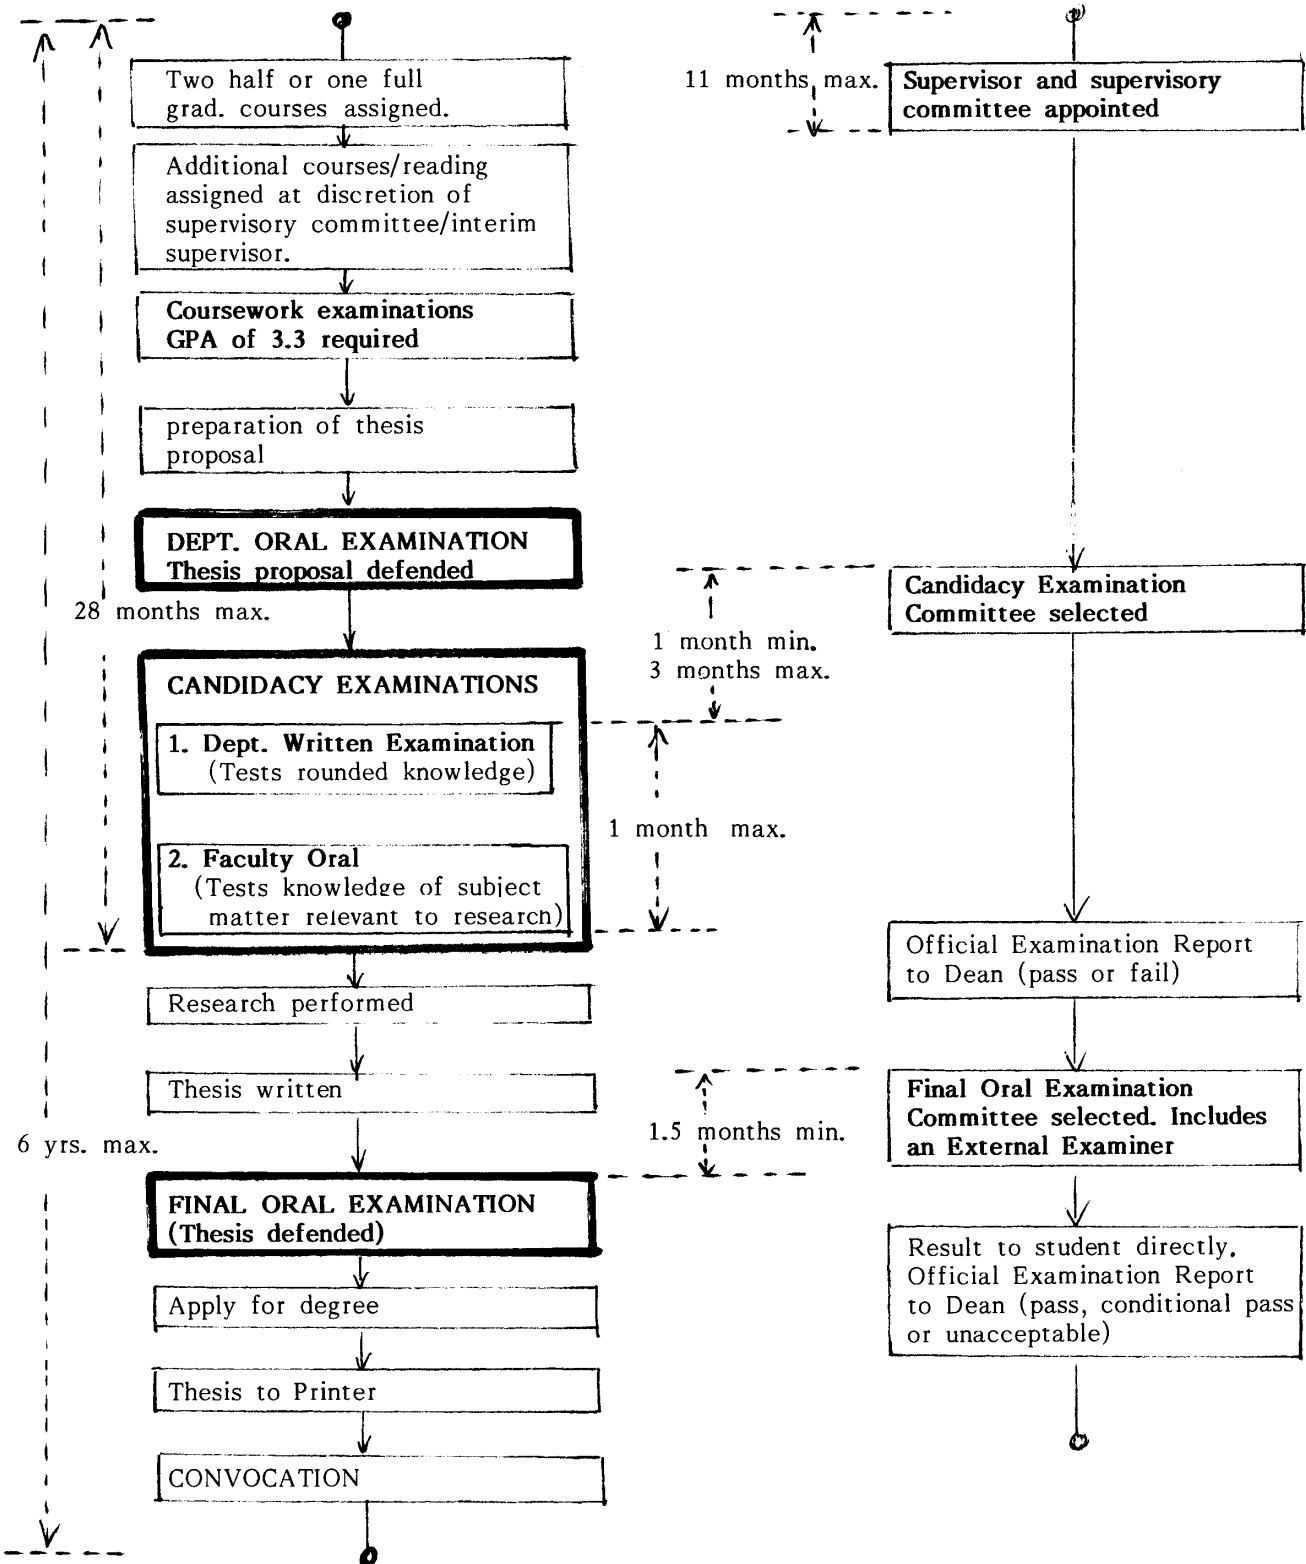 Two half or one full
grad. courses assigned.
Additional courses/reading
assigned at discretion of
supervisory committee/interim
supervisor.
Coursework examinations
GPA of 3.3 required
preparation of thesis
proposal
DEPT. ORAL EXAMINATION
Thesis proposal defended
28 months max.
CANDIDACY EXAMINATIONS
1. Dept. Written Examination
(Tests rounded knowledge)
2. Faculty Oral
(Tests knowledge of subject
matter relevant to research)
Research performed
Thesis written
6 yrs. max.
FINAL ORAL EXAMINATION
(Thesis defended)
Apply for degree
Thesis to Printer
CONVOCATION
11 months max.
Supervisor and supervisory
committee appointed
1 month min.
3 months max.
Candidacy Examination
Committee selected
1 month max.
Official Examination Report
to Dean (pass or fail)
1.5 months min.
Final Oral Examination
Committee selected. Includes
an External Examiner
Result to student directly.
Official Examination Report
to Dean (pass, conditional pass
or unacceptable)